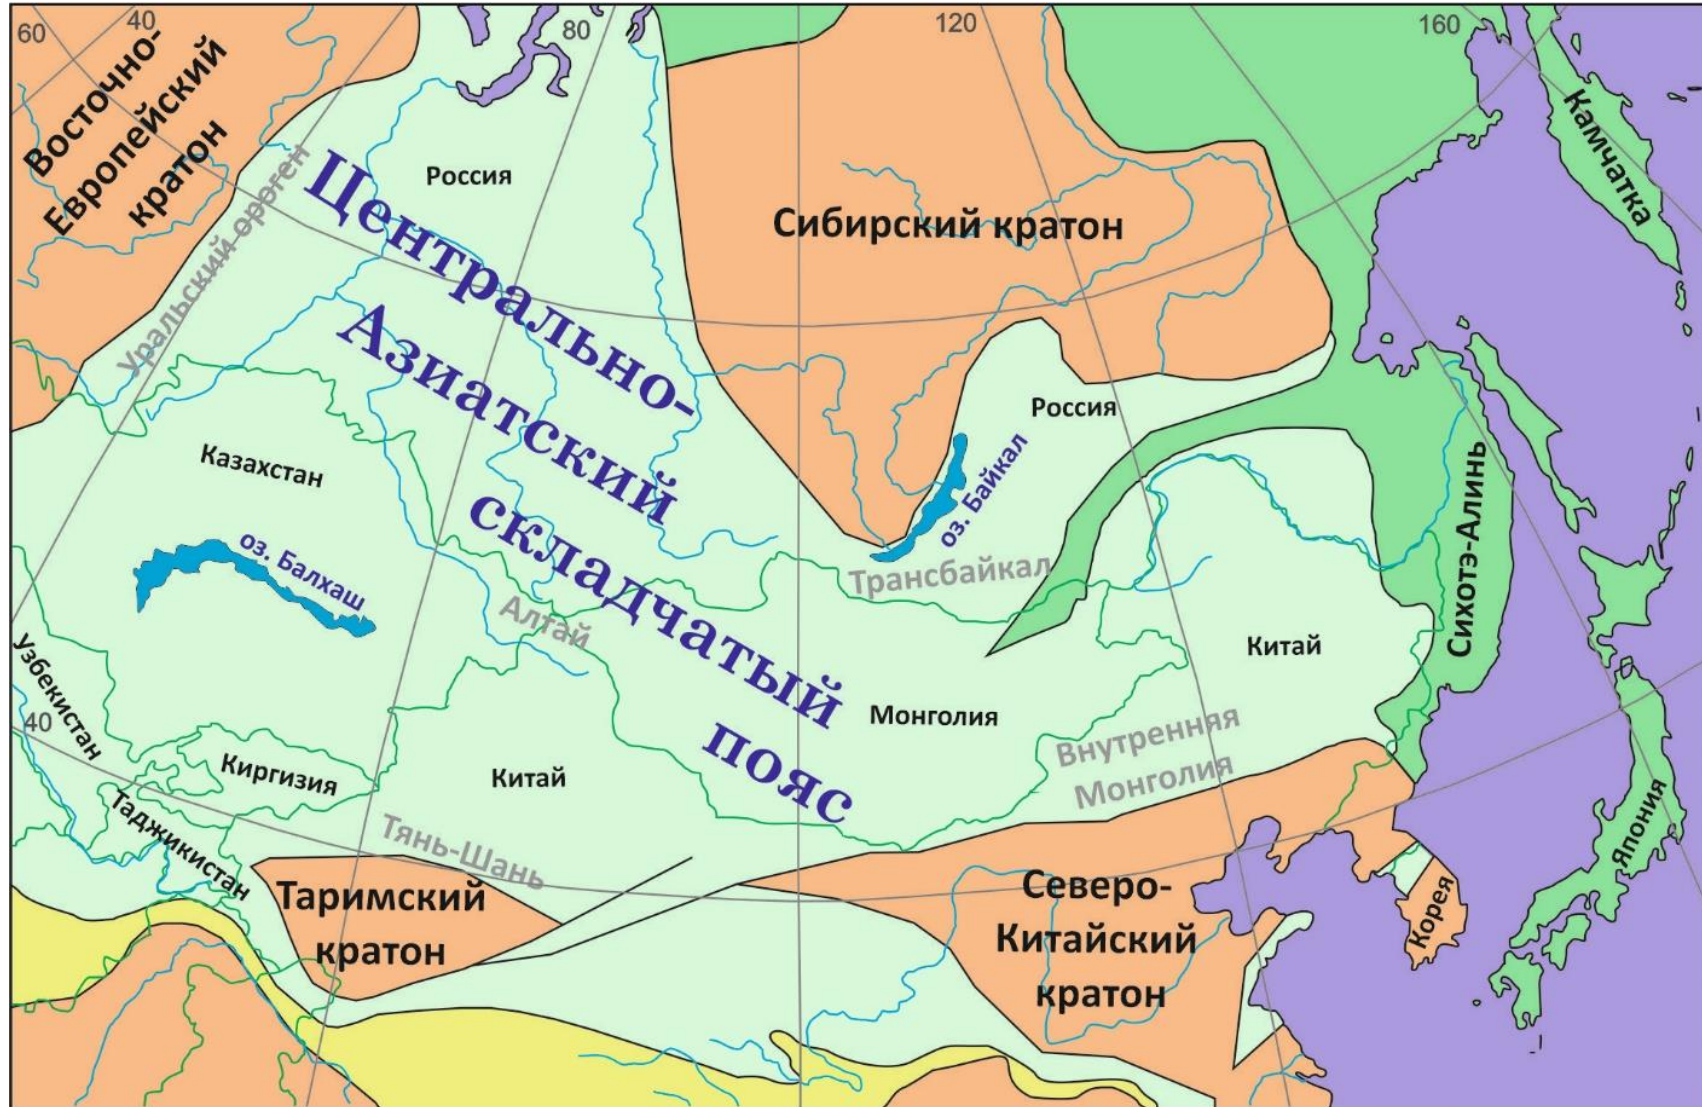 60
40
80
120
160
Восточно-
Европейский
кратон
Камчатка
Россия
Уральский ороген
Сибирский кратон
Центрально-
Азиатский
складчатый
пояс
Россия
Казахстан
оз. Байкал
Сихотэ-Алинь
оз. Балхаш
Трансбайкал
Алтай
Китай
Узбекистан
40
Монголия
Внутренняя
Монголия
Киргизия
Китай
Таджикистан
Тянь-Шань
Япония
Таримский
кратон
Северо-
Китайский
кратон
Корея